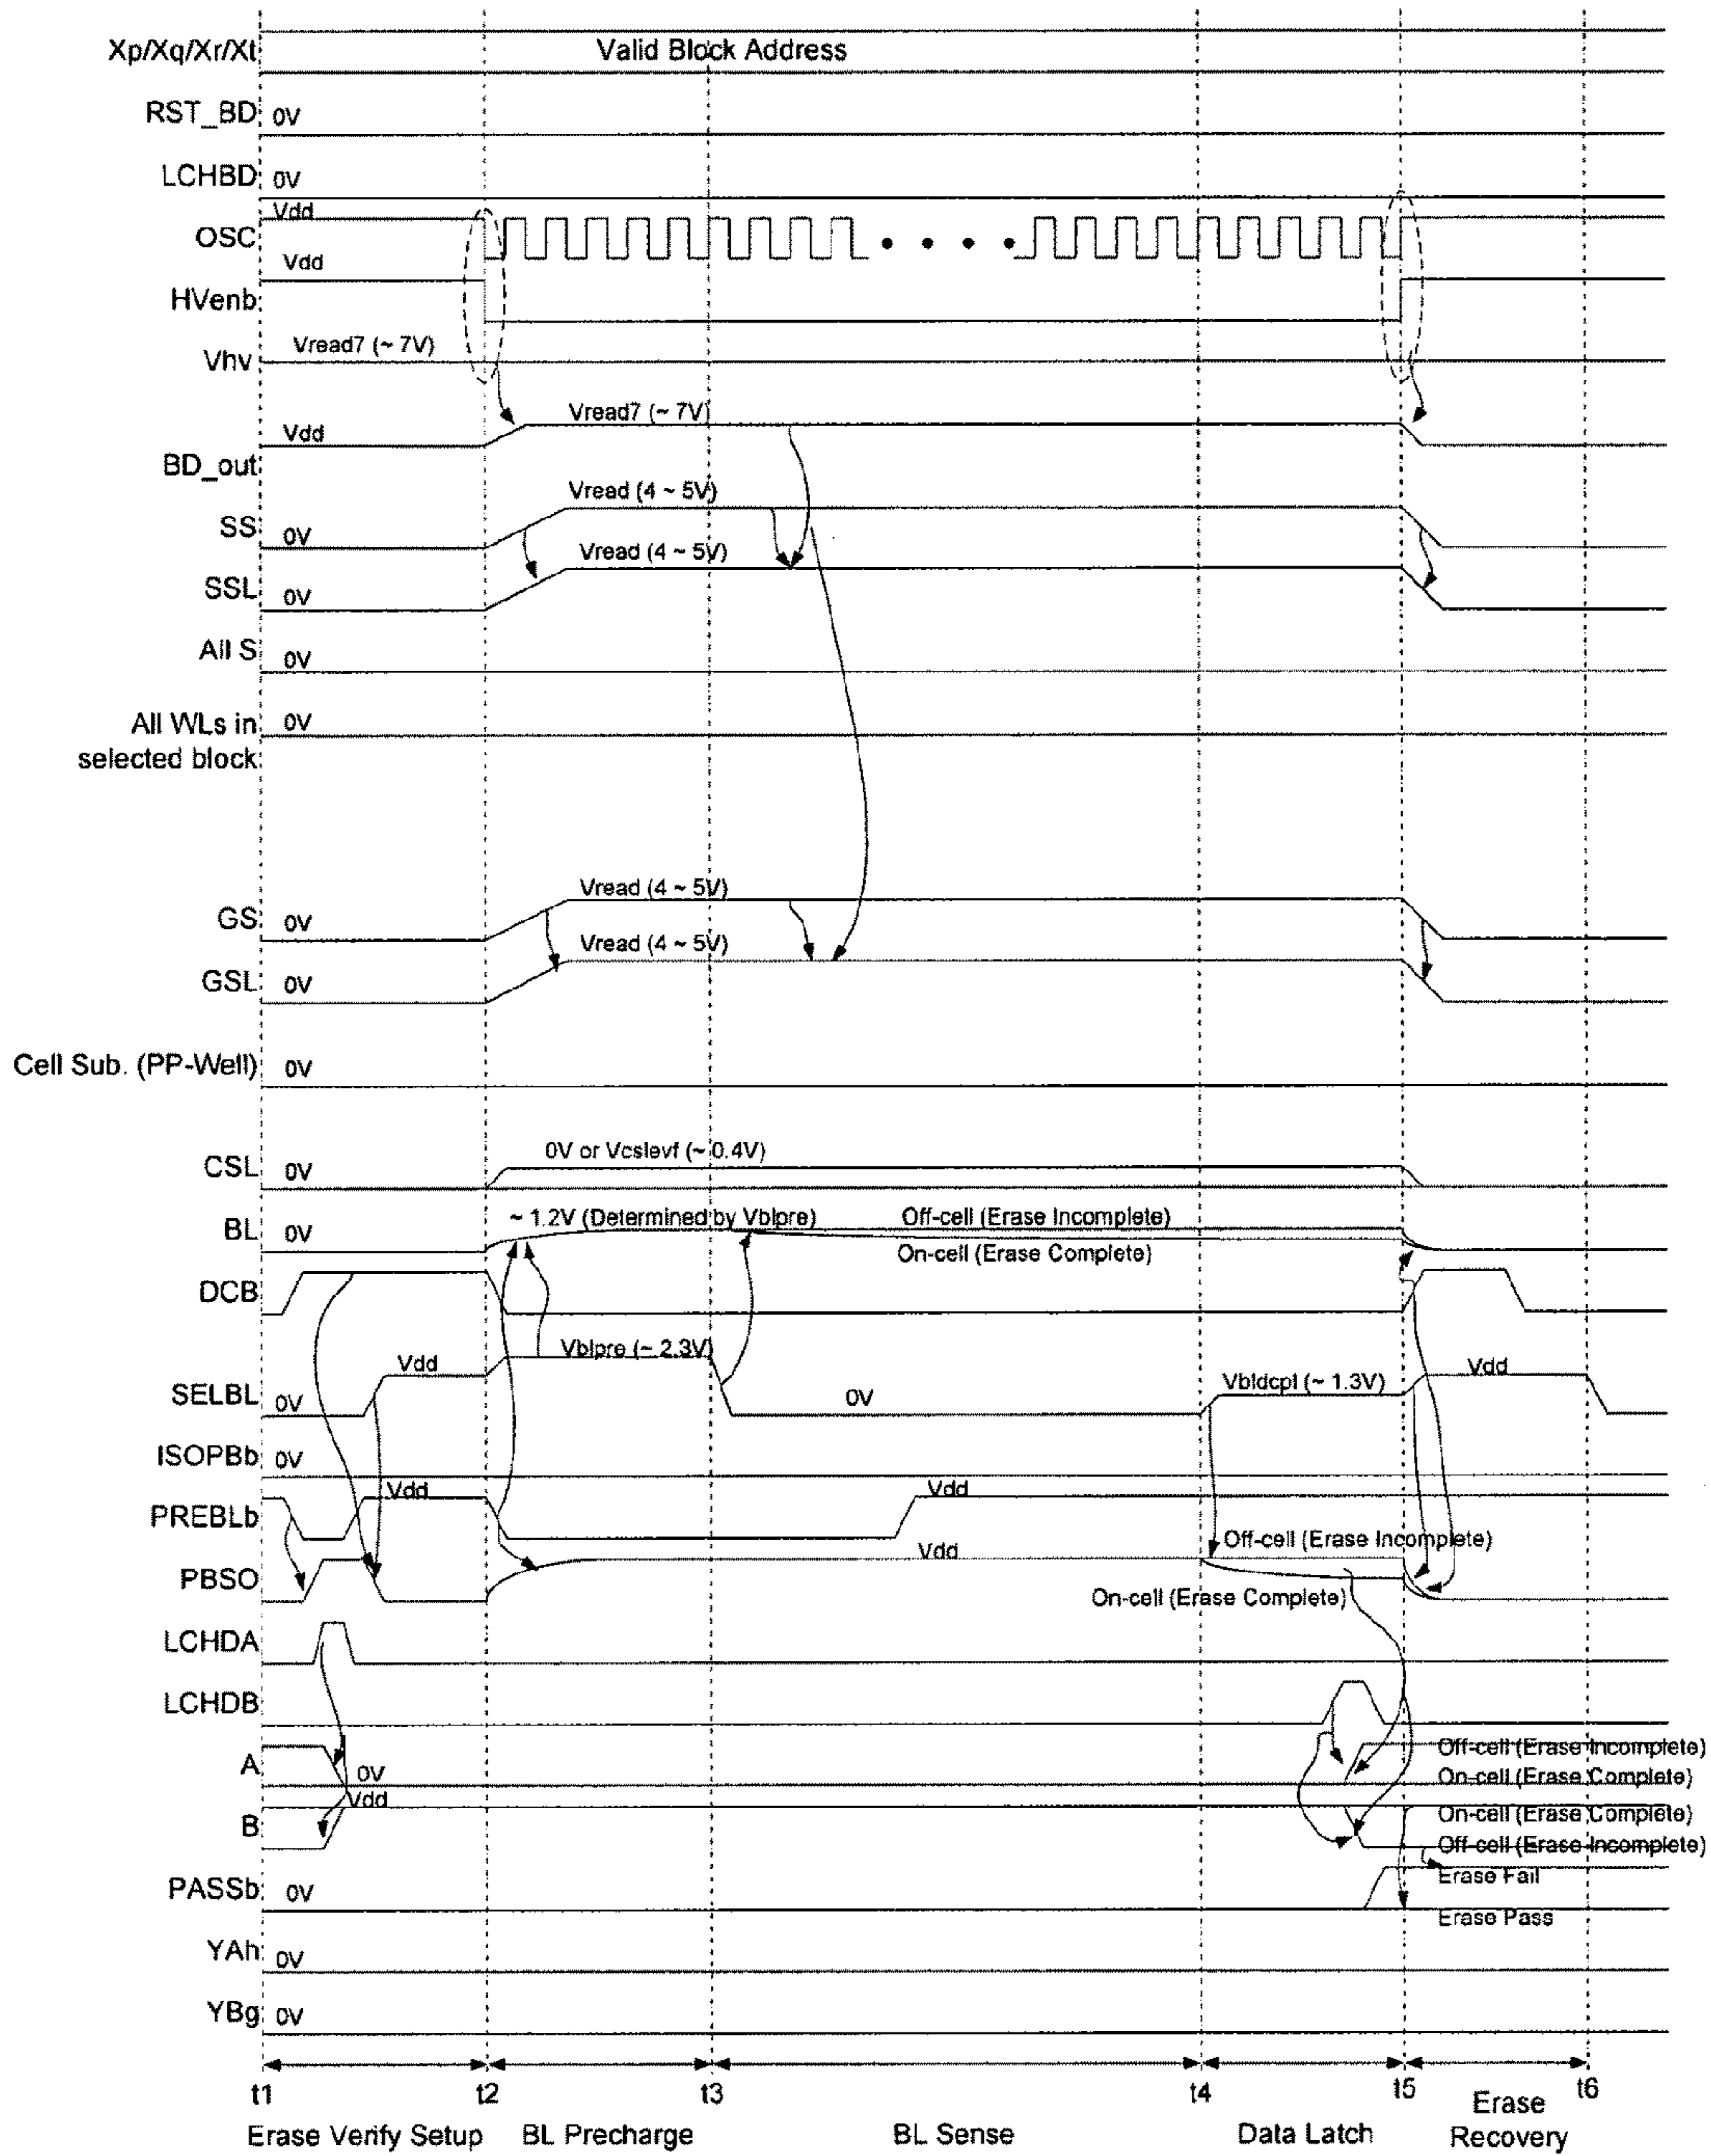 Xp/Xq/Xr/Xt
Valid Block Address
RST_BD 0V
LCHBD 0V
Vdd
OSC
Vdd
HVenb
Vhv Vread7 (~ 7V)
Vread7 (~ 7V)
Vdd
BD_out
Vread (4 ~ 5V)
SS 0V
Vread (4 ~ 5V)
SSL 0V
All S 0V
All WLs in 0V
selected block
Vread (4 ~ 5V)
GS 0V
Vread (4 ~ 5V)
GSL 0V
Cell Sub. (PP-Well) 0V
0V or Vcslevf (~ 0.4V)
CSL 0V
~ 1.2V (Determined by Vblpre) Off-cell (Erase Incomplete)
BL 0V
On-cell (Erase Complete)
DCB
Vblpre (~ 2.3V)
Vdd Vbldcpl (~ 1.3V) Vdd
SELBL 0V 0V
ISOPBb 0V
Vdd Vdd
PREBLb
Off-cell (Erase Incomplete)
Vdd
PBSO
On-cell (Erase Complete)
LCHDA
LCHDB
A 0V
Off-cell (Erase Incomplete)
On-cell (Erase Complete)
Vdd
B
On-cell (Erase Complete)
Off-cell (Erase Incomplete)
Erase Fail
PASSb 0V
Erase Pass
YAh 0V
YBg 0V
t1 t2 t3 t4 t5 t6
Erase Verify Setup BL Precharge BL Sense Data Latch Erase Recovery